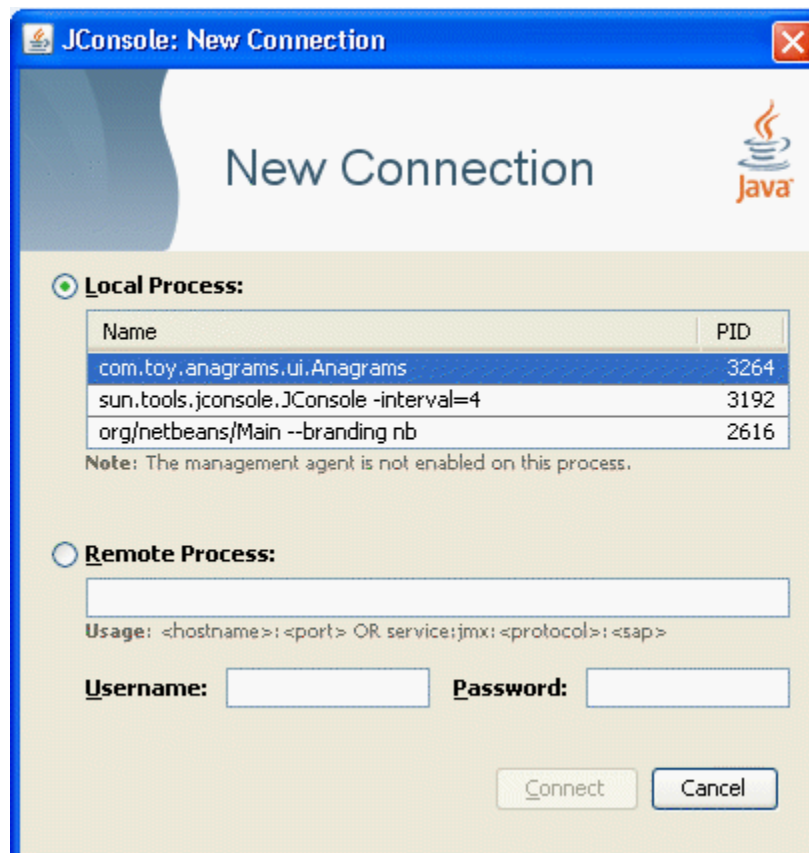 JConsole: New Connection
New Connection
Java
Local Process:
Name PID
com.toy.anagrams.ui.Anagrams 3264
sun.tools.jconsole.JConsole -interval=4 3192
org/netbeans/Main --branding nb 2616
Note: The management agent is not enabled on this process.
Remote Process:
Usage: <hostname>:<port> OR service:jmx:<protocol>:<sap>
Username: Password:
Connect Cancel